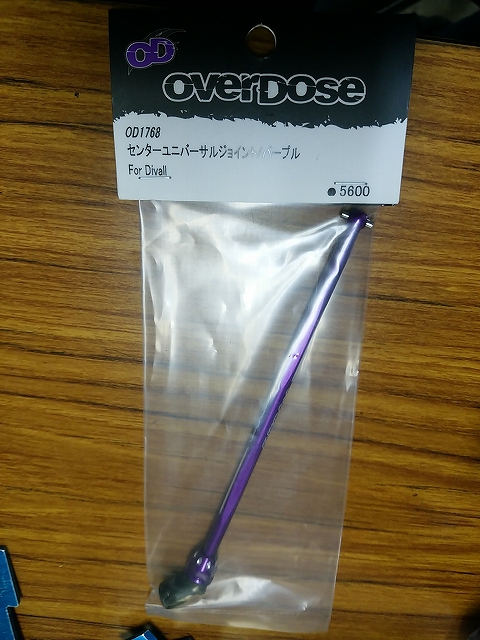 OD
OVERDOSE
OD1768
センターユニバーサルジョイント/パープル
For Divall
●5600